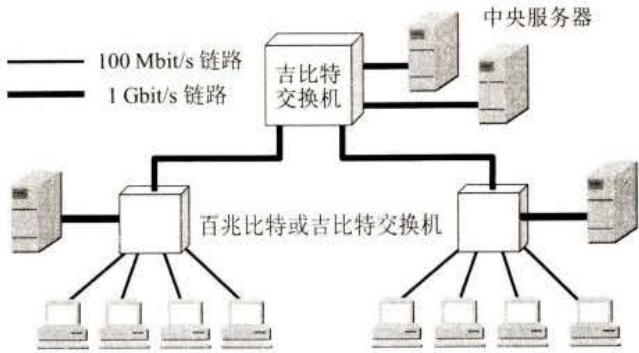 中央服务器
100 Mbit/s 链路
1 Gbit/s 链路
吉比特
交换机
百兆比特或吉比特交换机